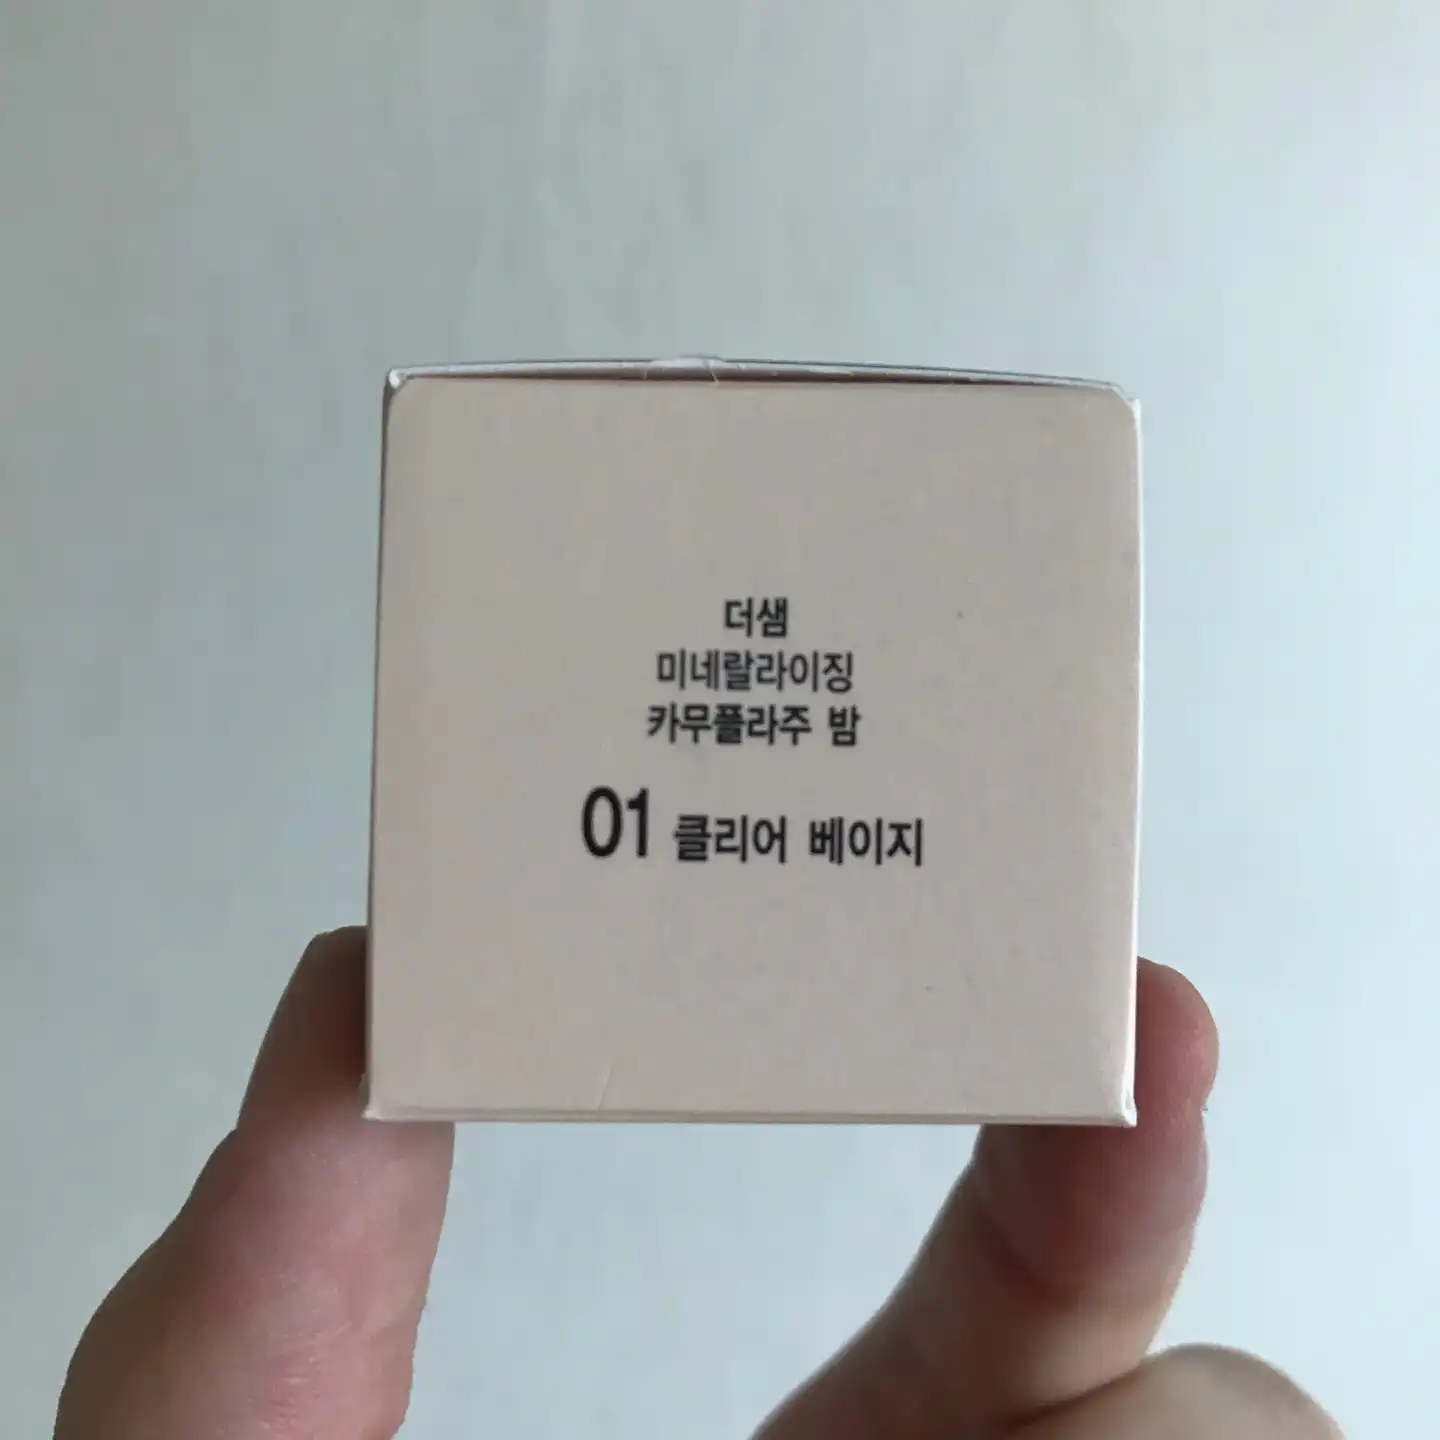 더샘
미네랄라이징
카무플라주 밤
01 클리어 베이지